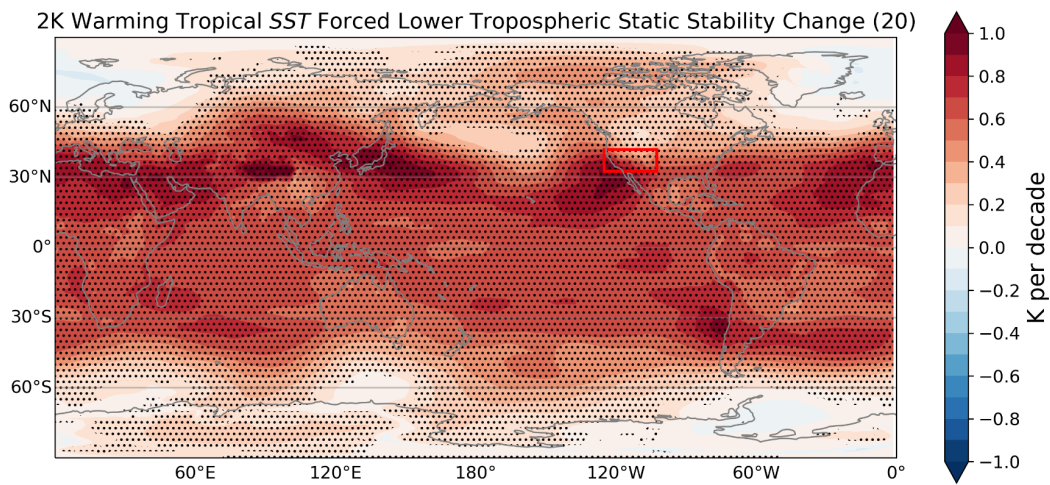 2K Warming Tropical SST Forced Lower Tropospheric Static Stability Change (20)
60°N
30°N
0°
30°S
60°S
60°E
120°E
180°
120°W
60°W
0°
1.0
0.8
0.6
0.4
0.2
0.0
−0.2
−0.4
−0.6
−0.8
−1.0
K per decade